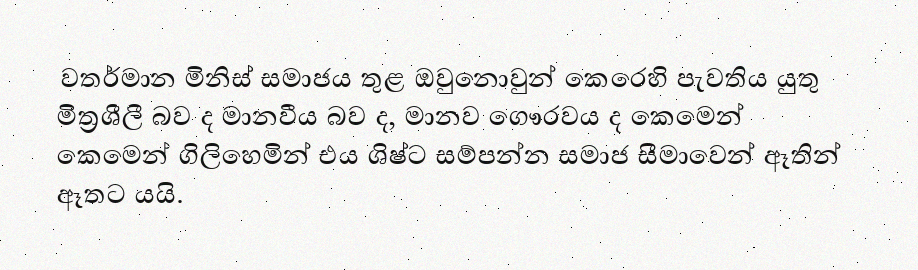 වතර්මාන මිනිස් සමාජය තුළ ඔවුනොවුන් කෙරෙහි පැවතිය යුතු
මිත්‍රශීලී බව ද මානවීය බව ද, මානව ගෞරවය ද කෙමෙන්
කෙමෙන් ගිලිහෙමින් එය ශිෂ්ට සම්පන්න සමාජ සීමාවෙන් ඈතින්
ඈතට යයි.